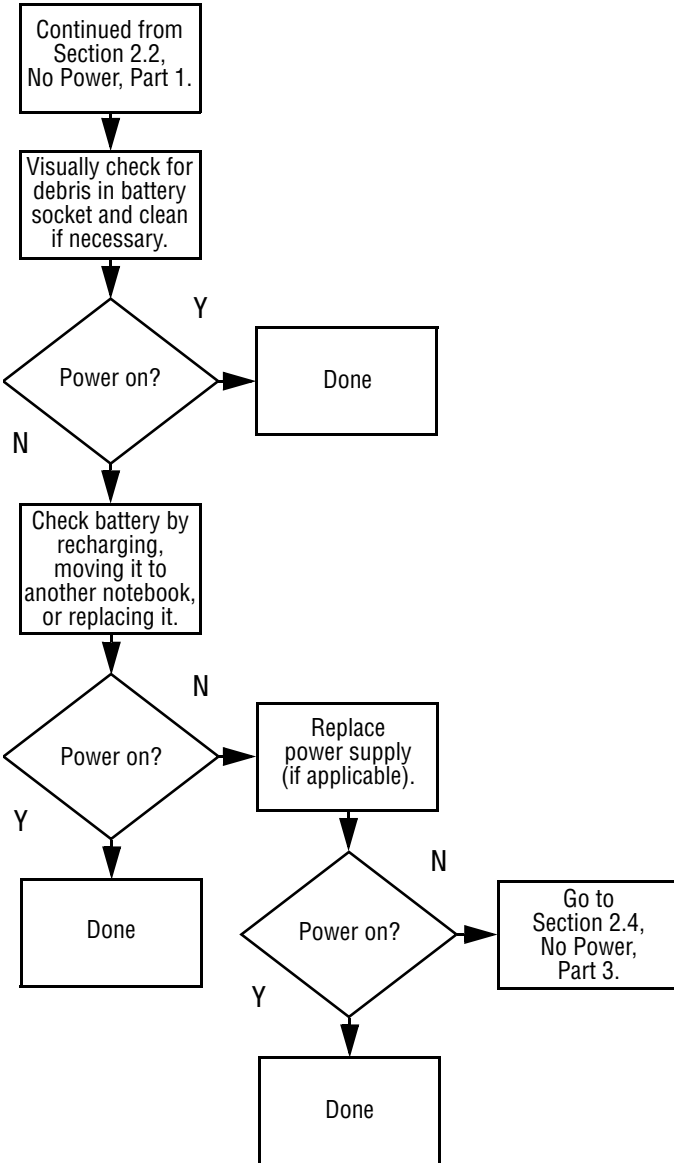 Continued from
Section 2.2,
No Power, Part 1.
Visually check for
debris in battery
socket and clean
if necessary.
Y
Power on?
Done
N
Check battery by
recharging,
moving it to
another notebook,
or replacing it.
N
Power on?
Replace
power supply
(if applicable).
Y
Done
N
Power on?
Go to
Section 2.4,
No Power,
Part 3.
Y
Done